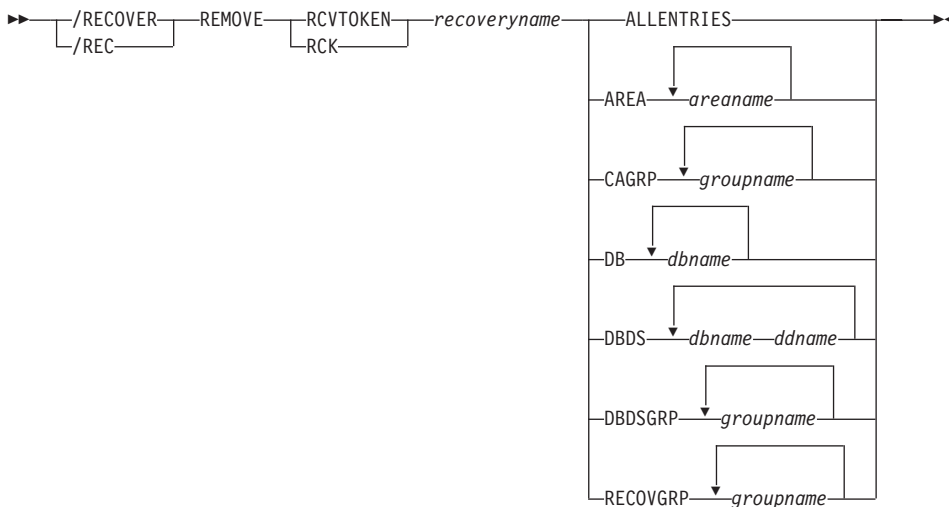 /RECOVER REMOVE RCVTOKEN recoveryname ALLENTRIES
/REC RCK
AREA areaname
CAGRP groupname
DB dbname
DBDS dbname ddname
DBDSGRP groupname
RECOVGRP groupname